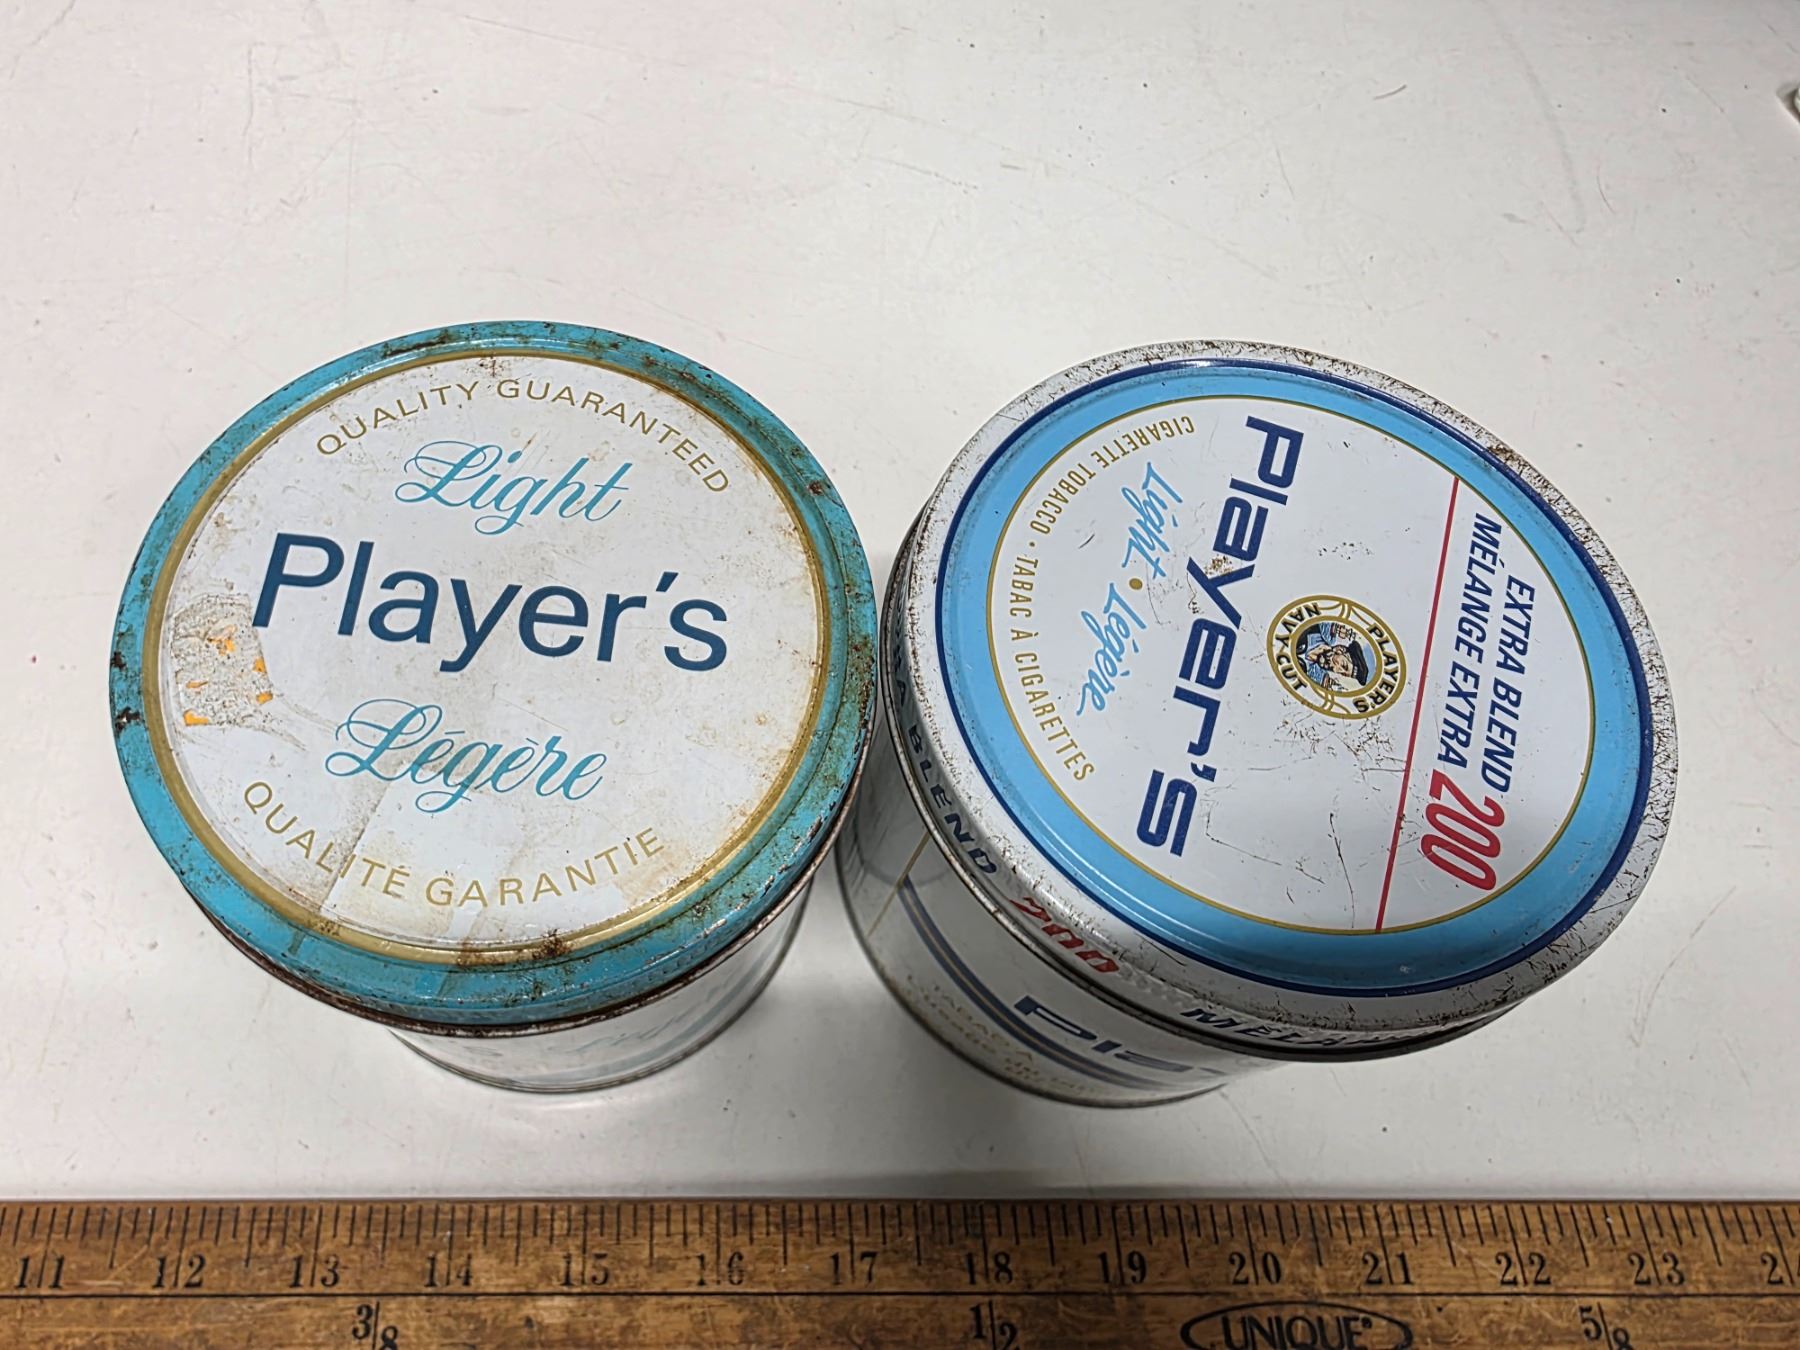 QUALITY GUARANTEED
Light
Player's
Légère
QUALITÉ GARANTIE
CIGARETTE TOBACCO • TABAC À CIGARETTES
Light • Légère
Player's
PLAYER'S
NAVY CUT
EXTRA BLEND
MÉLANGE EXTRA
200
BLEND 200
11 12 13 14 15 16 17 18 19 20 21 22 23
3/8 1/2 UNIQUE 5/8